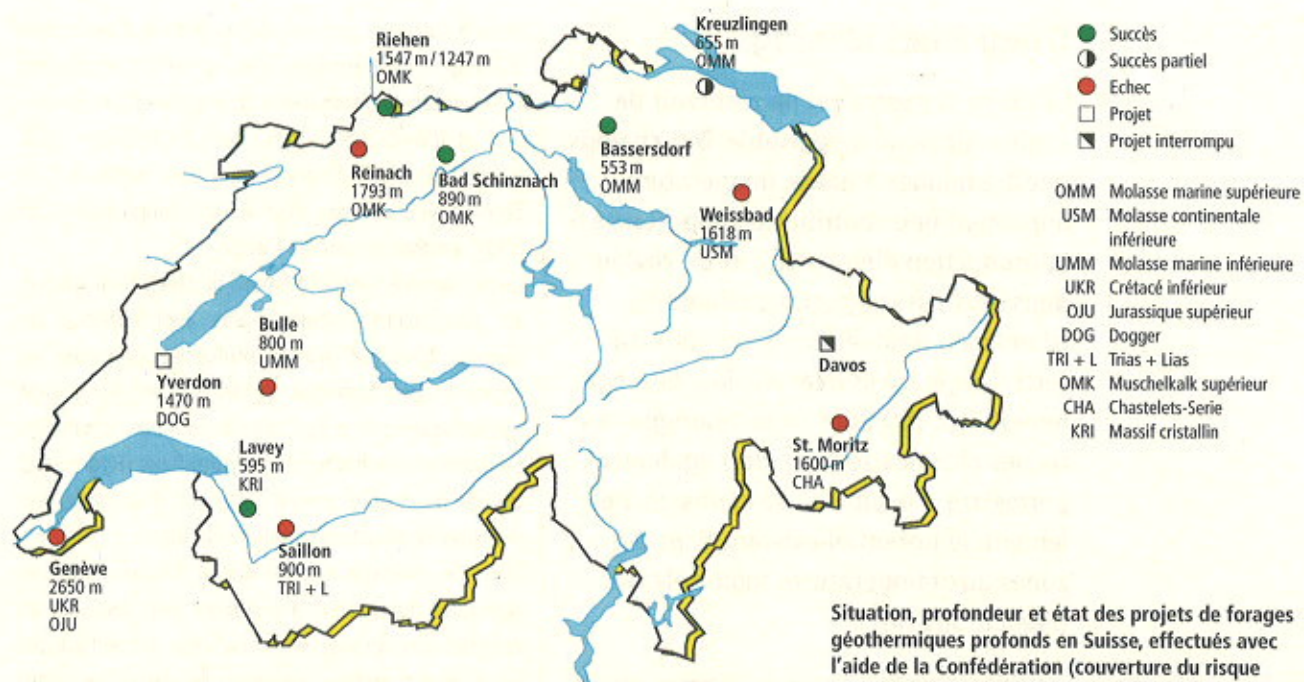 Riehen
1547 m / 1247 m
OMK
Kreuzlingen
655 m
OMM
Reinach
1793 m
OMK
Bad Schinznach
890 m
OMK
Bassersdorf
553 m
OMM
Weissbad
1618 m
USM
Bulle
800 m
UMM
Yverdon
1470 m
DOG
Lavey
595 m
KRI
Davos
St. Moritz
1600 m
CHA
Genève
2650 m
UKR
OJU
Saillon
900 m
TRI + L
Succès
Succès partiel
Echec
Projet
Projet interrompu
OMM Molasse marine supérieure
USM Molasse continentale
inférieure
UMM Molasse marine inférieure
UKR Crétacé inférieur
OJU Jurassique supérieur
DOG Dogger
TRI + L Trias + Lias
OMK Muschelkalk supérieur
CHA Chastelets-Serie
KRI Massif cristallin
Situation, profondeur et état des projets de forages
géothermiques profonds en Suisse, effectués avec
l'aide de la Confédération (couverture du risque